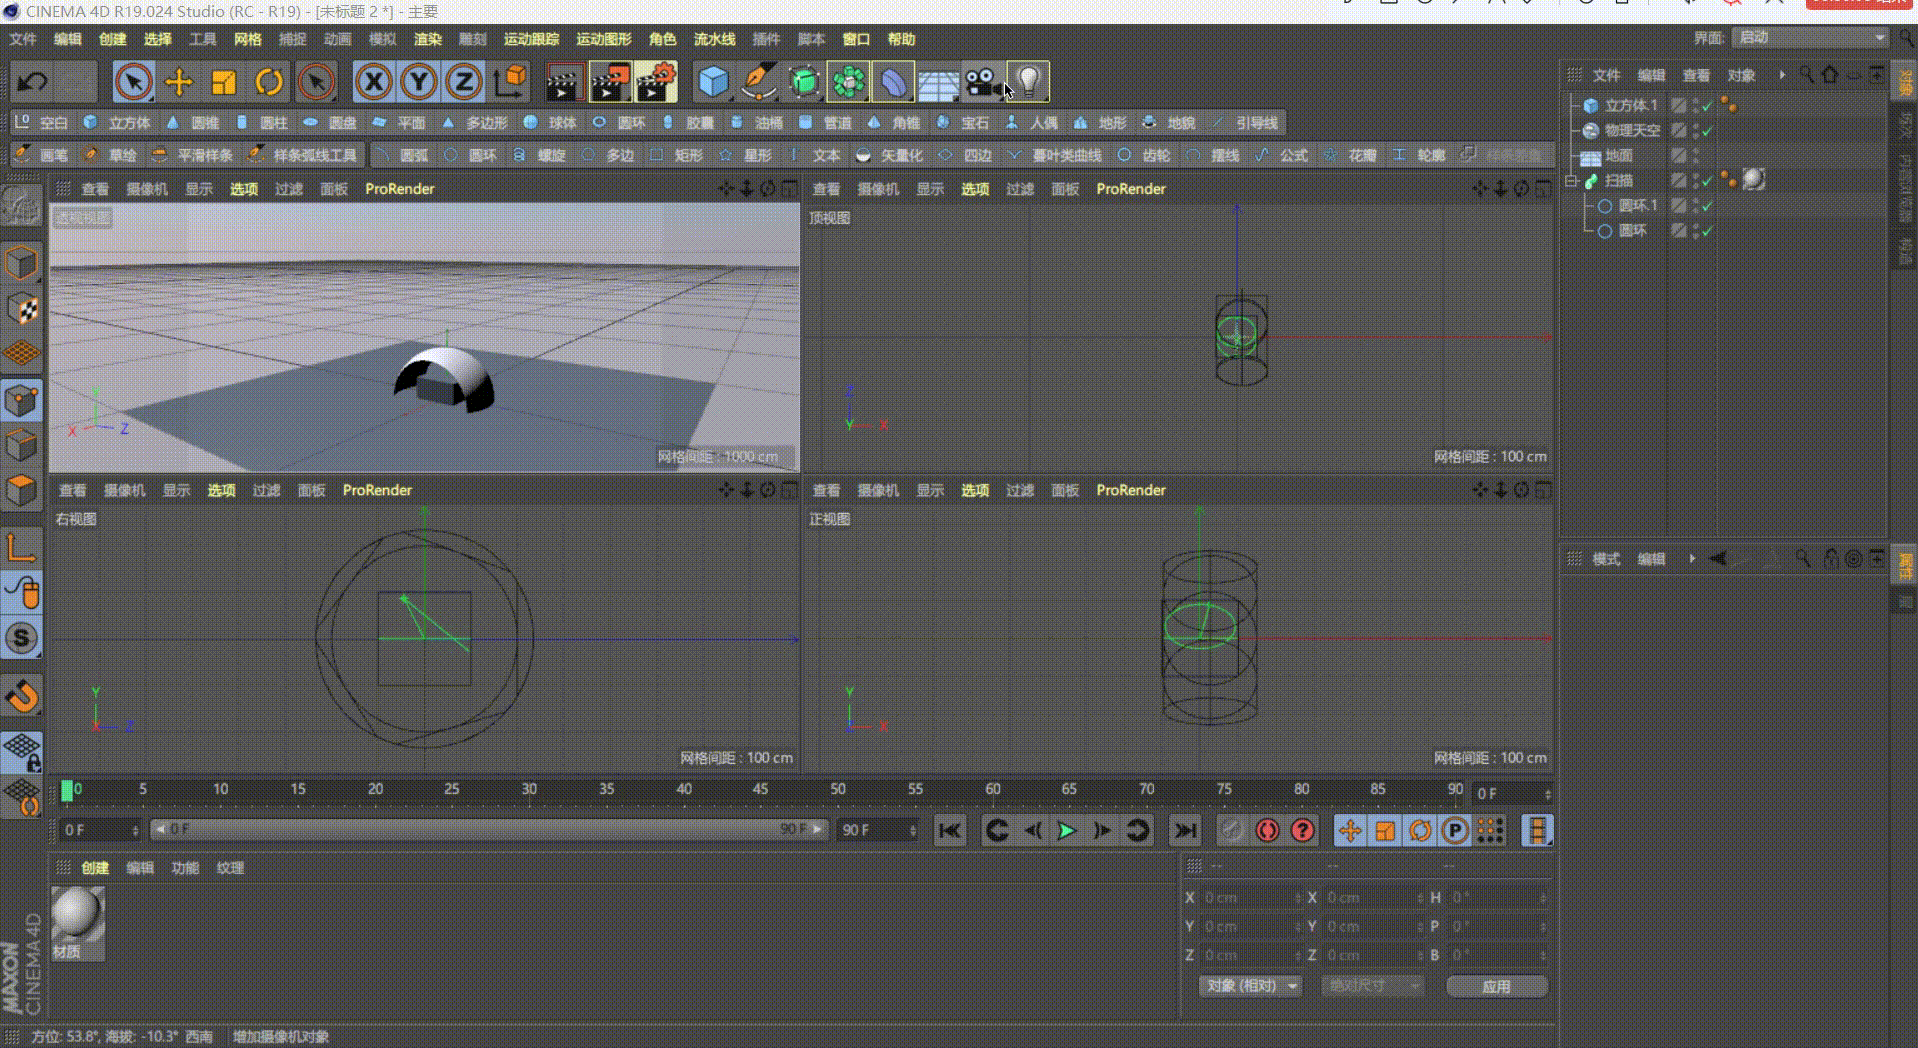 CINEMA 4D R19.024 Studio (RC - R19) - [未标题 2 *] - 主要
文件 编辑 创建 选择 工具 网格 捕捉 动画 模拟 渲染 雕刻 运动跟踪 运动图形 角色 流水线 插件 脚本 窗口 帮助
界面: 启动
文件 编辑 查看 对象
空白 立方体 圆锥 圆柱 圆盘 平面 多边形 球体 圆环 胶囊 油桶 管道 角锥 宝石 人偶 地形 地貌 引导线
画笔 草绘 平滑样条 样条弧线工具 圆弧 圆环 螺旋 多边 矩形 星形 文本 矢量化 四边 蔓叶类曲线 齿轮 摆线 公式 花瓣 轮廓
立方体.1
物理天空
地面
扫描
圆环.1
圆环
对象
查看 摄像机 显示 选项 过滤 面板 ProRender
查看 摄像机 显示 选项 过滤 面板 ProRender
透视视图
顶视图
网格间距 : 1000 cm
网格间距 : 100 cm
查看 摄像机 显示 选项 过滤 面板 ProRender
查看 摄像机 显示 选项 过滤 面板 ProRender
右视图
正视图
网格间距 : 100 cm
网格间距 : 100 cm
X Y Z
模式 编辑
属性
层
0 5 10 15 20 25 30 35 40 45 50 55 60 65 70 75 80 85 90 0 F
0 F 0 F 90 F 90 F
创建 编辑 功能 纹理
材质
X 0 cm X 0 cm H 0 °
Y 0 cm Y 0 cm P 0 °
Z 0 cm Z 0 cm B 0 °
对象 (相对) 绝对尺寸 应用
MAXON
CINEMA 4D
方位: 53.8°, 海拔: -10.3° 西南 增加摄像机对象